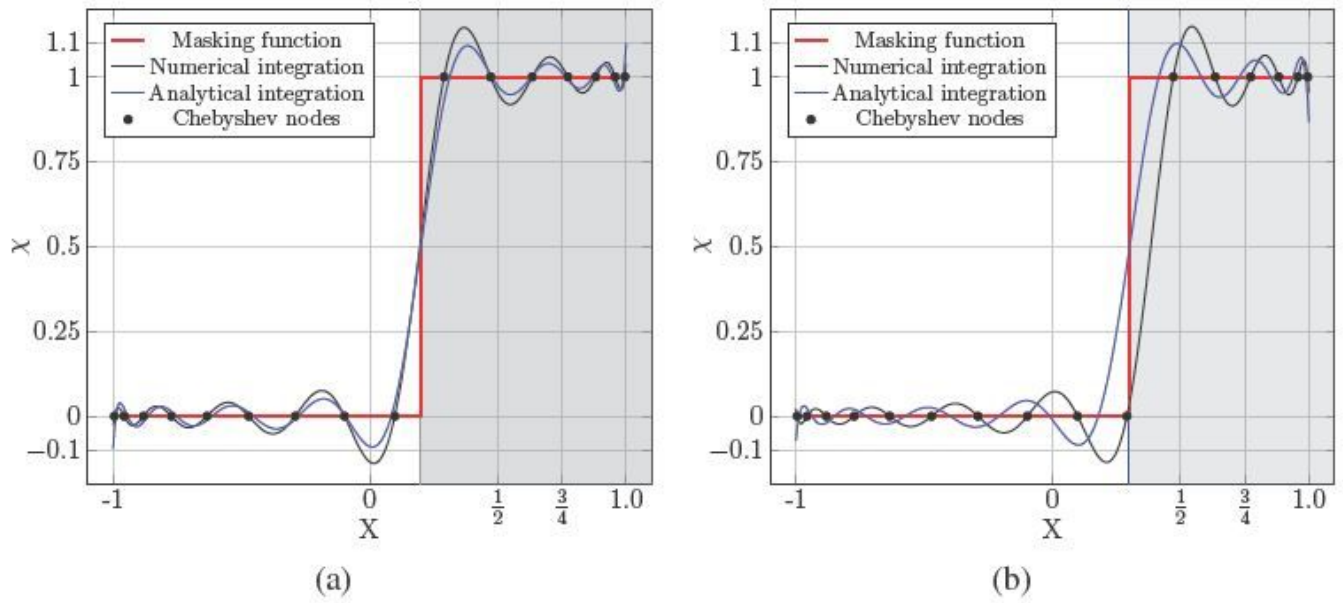 1.1
1
0.75
0.5
0.25
0
−0.1
χ
Masking function
Numerical integration
Analytical integration
Chebyshev nodes
-1
0
1/2
3/4
1.0
X
(a)
1.1
1
0.75
0.5
0.25
0
−0.1
χ
Masking function
Numerical integration
Analytical integration
Chebyshev nodes
-1
0
1/2
3/4
1.0
X
(b)